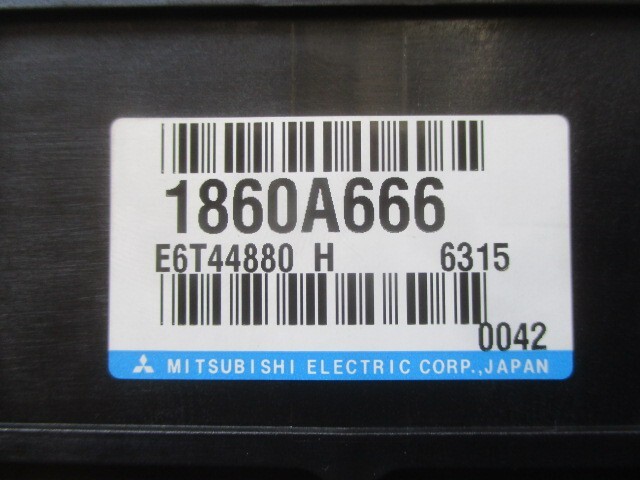 1860A666
E6T44880 H 6315
0042
MITSUBISHI ELECTRIC CORP.,JAPAN